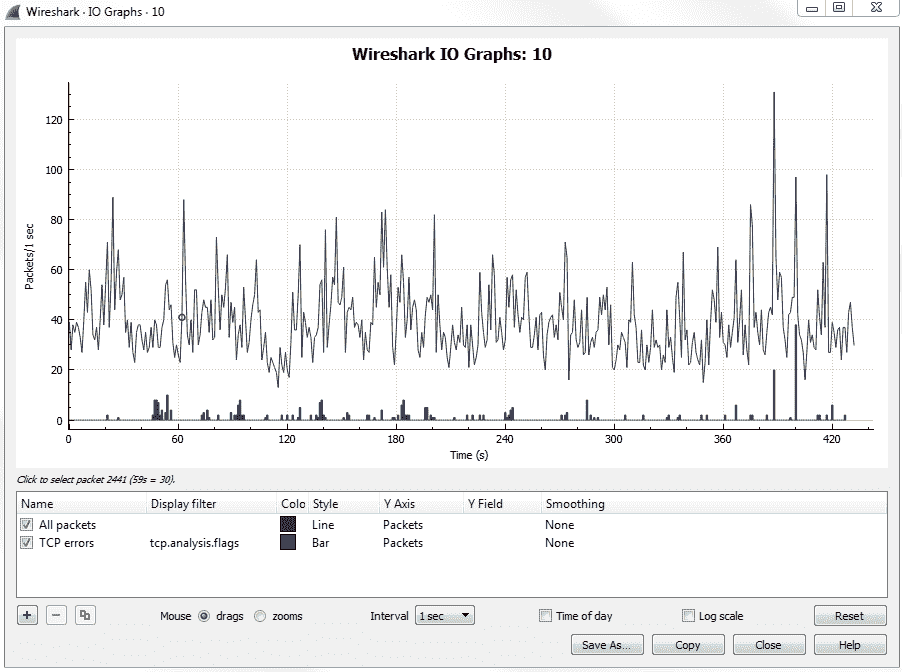 Wireshark · IO Graphs · 10
Wireshark IO Graphs: 10
Packets/1 sec
120
100
80
60
40
20
0
0 60 120 180 240 300 360 420
Time (s)
Click to select packet 2441 (59s = 30).
Name Display filter Colo Style Y Axis Y Field Smoothing
All packets Line Packets None
TCP errors tcp.analysis.flags Bar Packets None
+ − Mouse drags zooms Interval 1 sec Time of day Log scale Reset
Save As... Copy Close Help